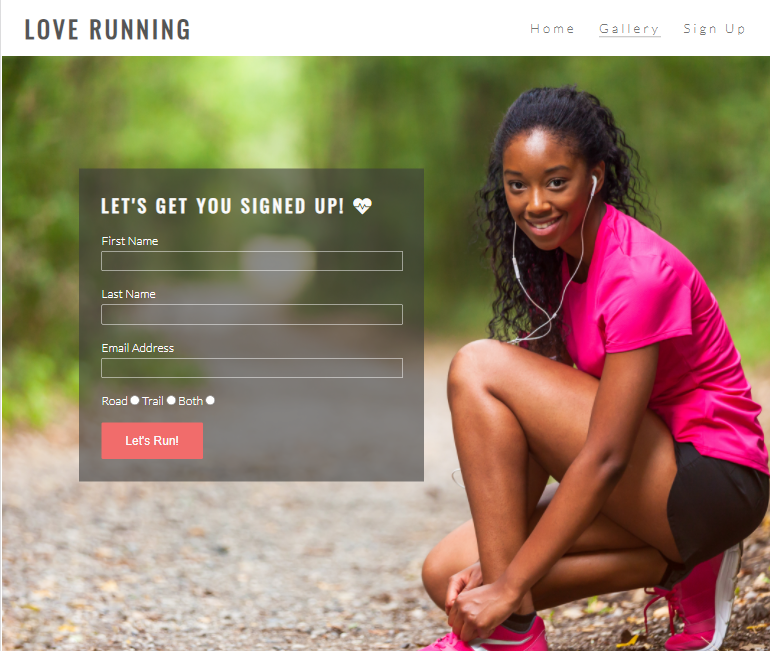 LOVE RUNNING
Home Gallery Sign Up
LET'S GET YOU SIGNED UP!
First Name
Last Name
Email Address
Road Trail Both
Let's Run!